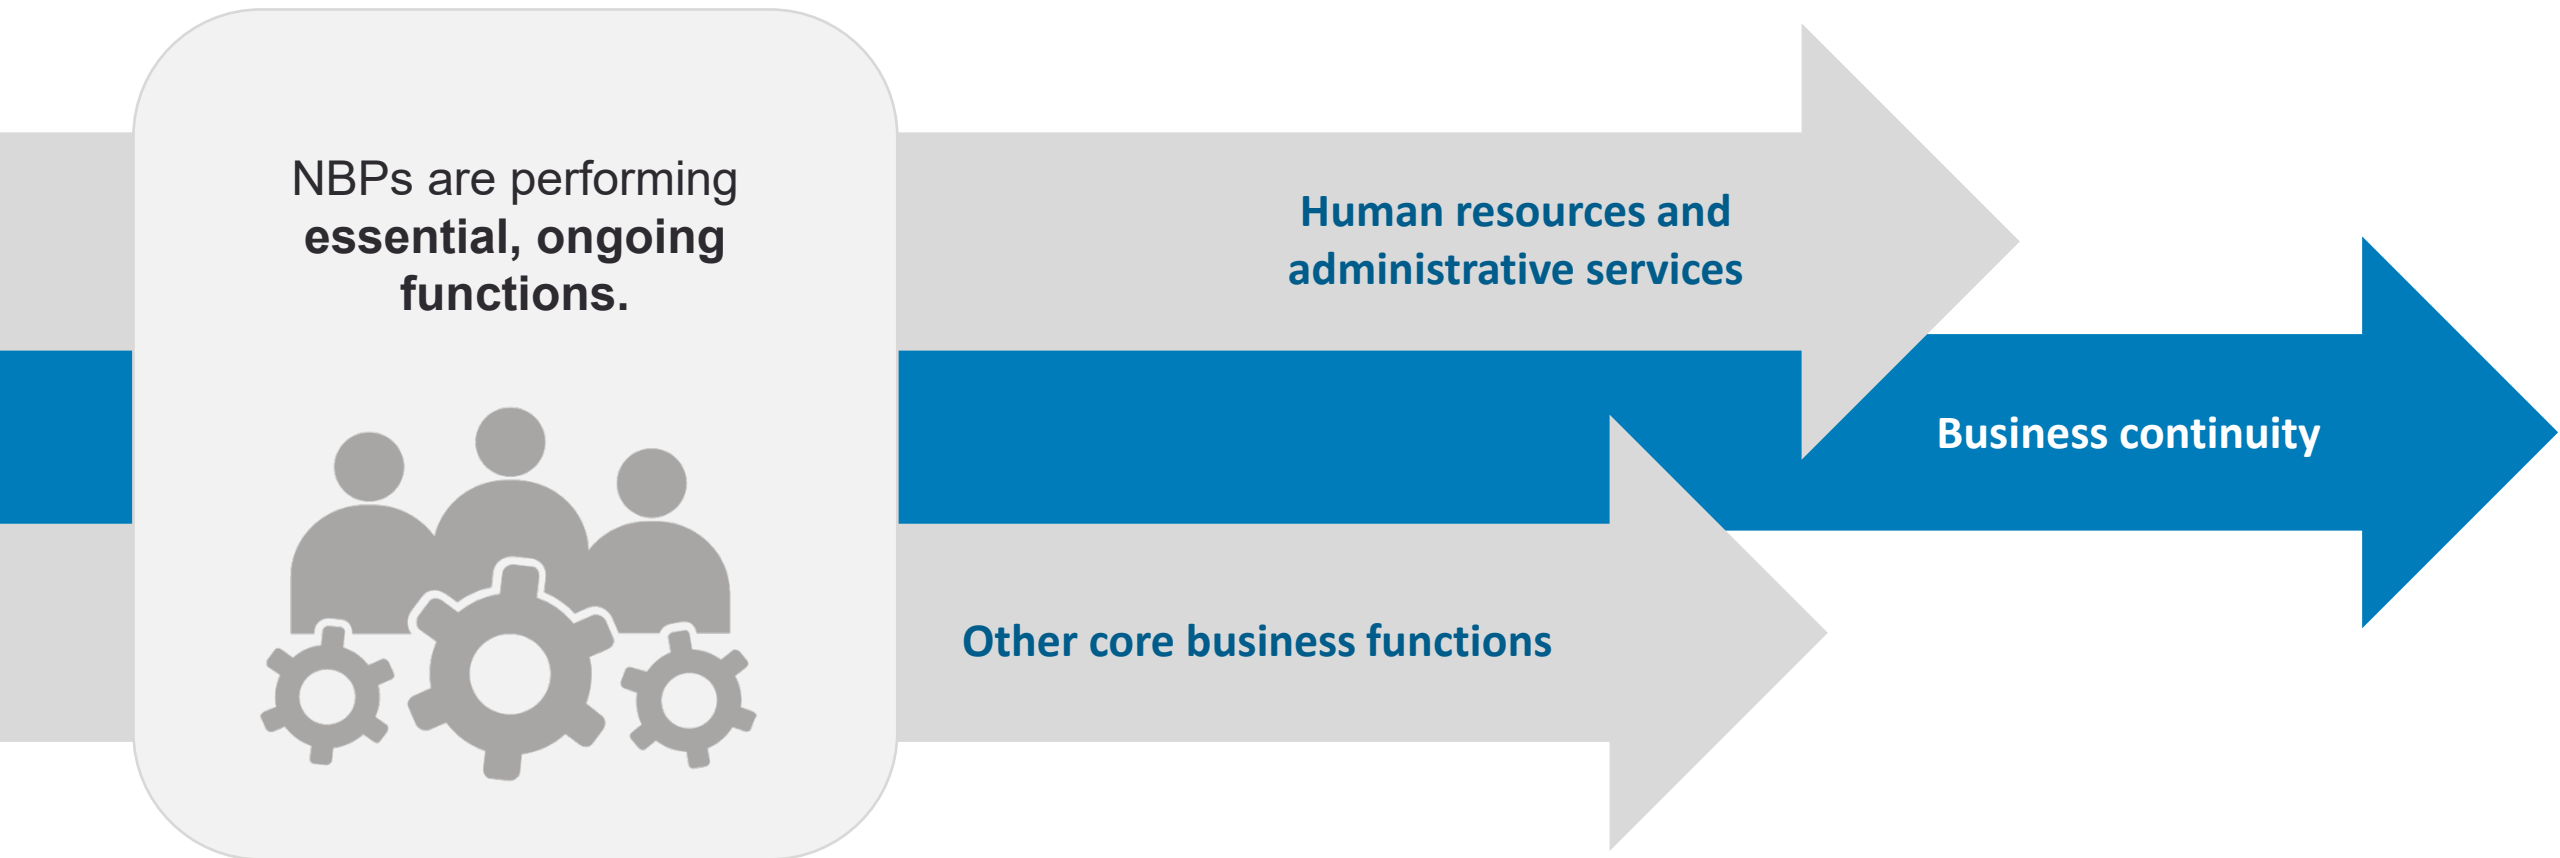 NBPs are performing
essential, ongoing
functions.
Human resources and
administrative services
Business continuity
Other core business functions